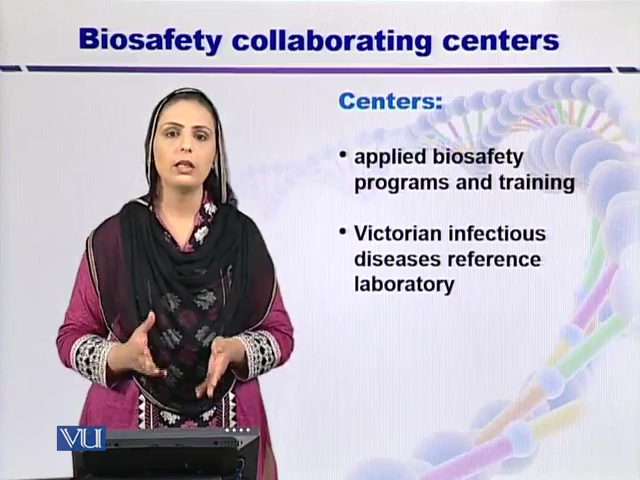 Biosafety collaborating centers
Centers:
• applied biosafety
programs and training
• Victorian infectious
diseases reference
laboratory
VU